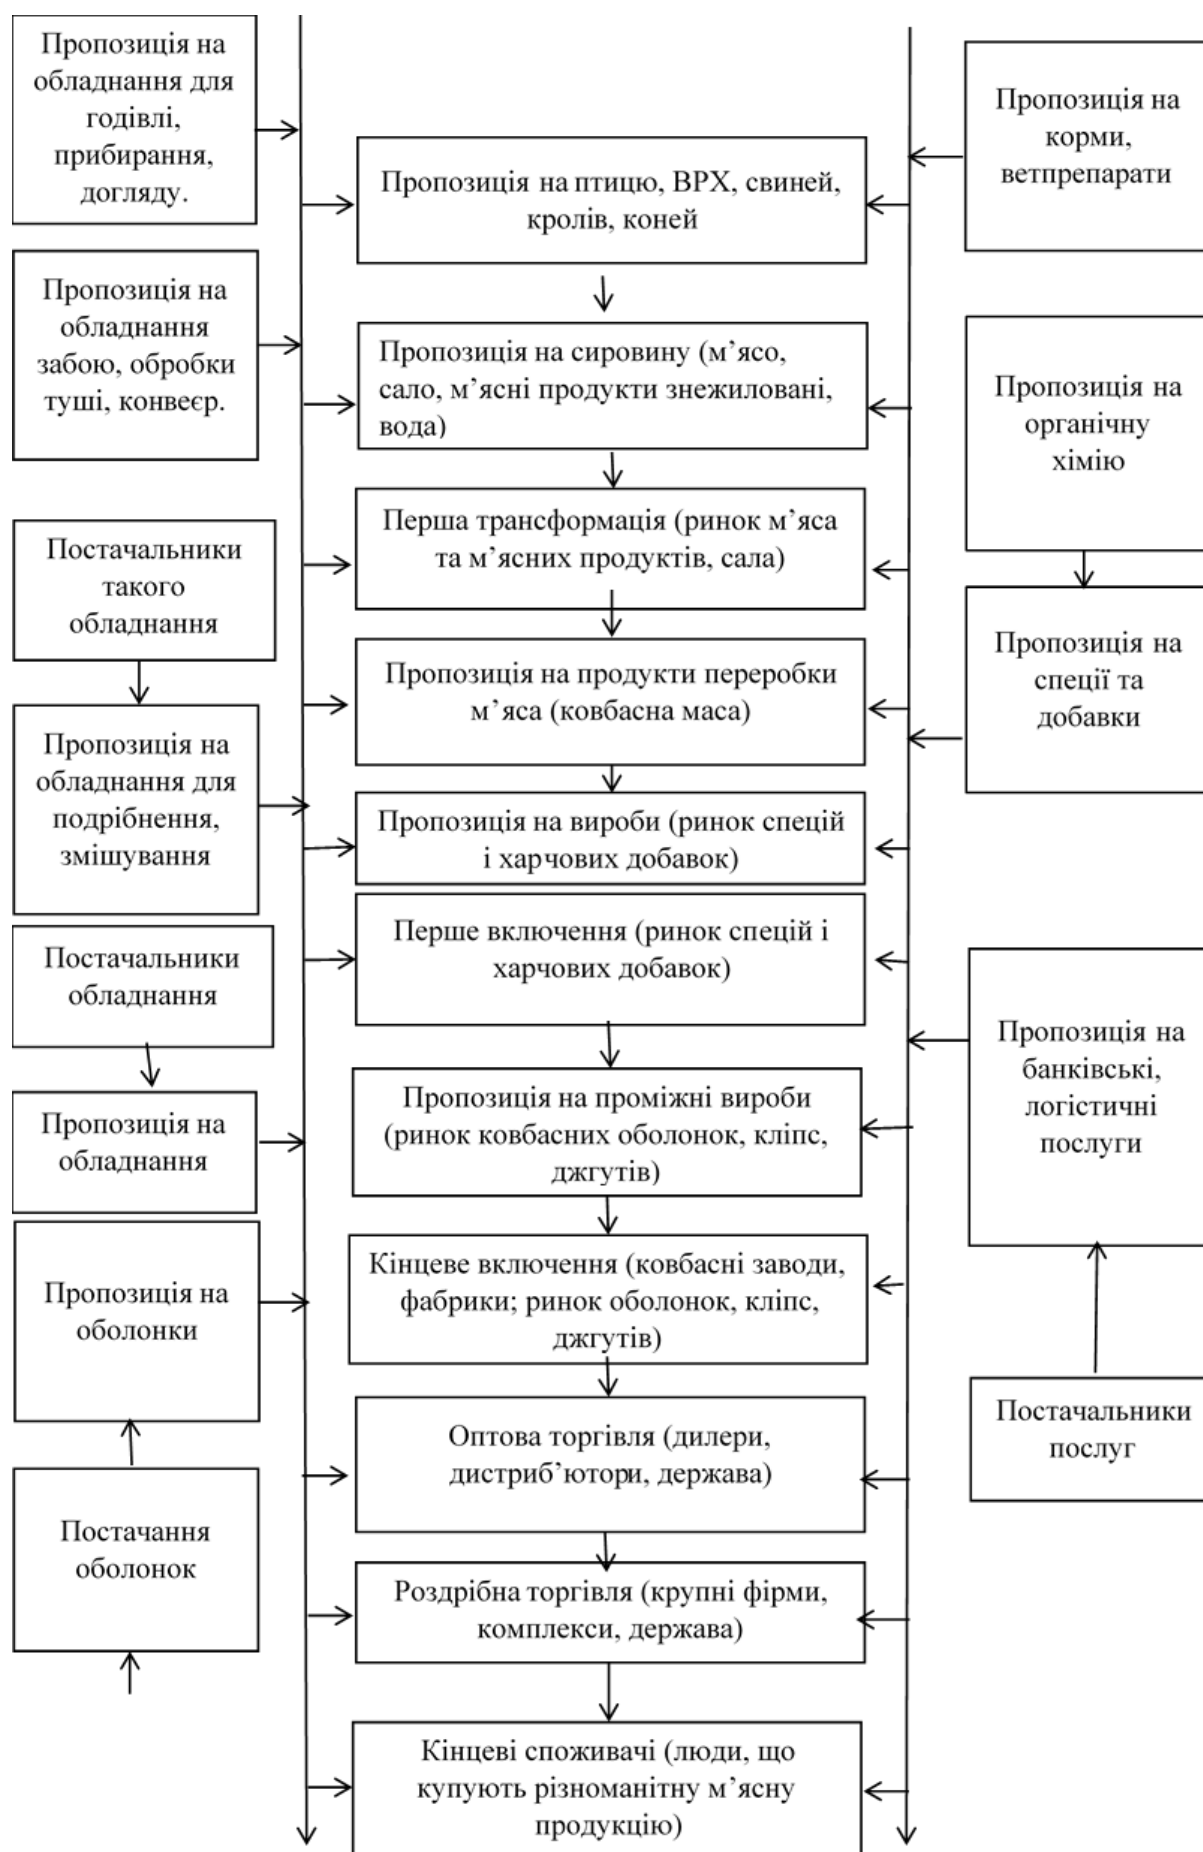 Пропозиція на
обладнання для
годівлі,
прибирання,
догляду.
Пропозиція на
обладнання
забою, обробки
туші, конвеєр.
Постачальники
такого
обладнання
Пропозиція на
обладнання для
подрібнення,
змішування
Постачальники
обладнання
Пропозиція на
обладнання
Пропозиція на
оболонки
Постачання
оболонок
Пропозиція на птицю, ВРХ, свиней,
кролів, коней
Пропозиція на сировину (м’ясо,
сало, м’ясні продукти знежиловані,
вода)
Перша трансформація (ринок м’яса
та м’ясних продуктів, сала)
Пропозиція на продукти переробки
м’яса (ковбасна маса)
Пропозиція на вироби (ринок спецій
і харчових добавок)
Перше включення (ринок спецій і
харчових добавок)
Пропозиція на проміжні вироби
(ринок ковбасних оболонок, кліпс,
джгутів)
Кінцеве включення (ковбасні заводи,
фабрики; ринок оболонок, кліпс,
джгутів)
Оптова торгівля (дилери,
дистриб’ютори, держава)
Роздрібна торгівля (крупні фірми,
комплекси, держава)
Кінцеві споживачі (люди, що
купують різноманітну м’ясну
продукцію)
Пропозиція на
корми,
ветпрепарати
Пропозиція на
органічну
хімію
Пропозиція на
спеції та
добавки
Пропозиція на
банківські,
логістичні
послуги
Постачальники
послуг